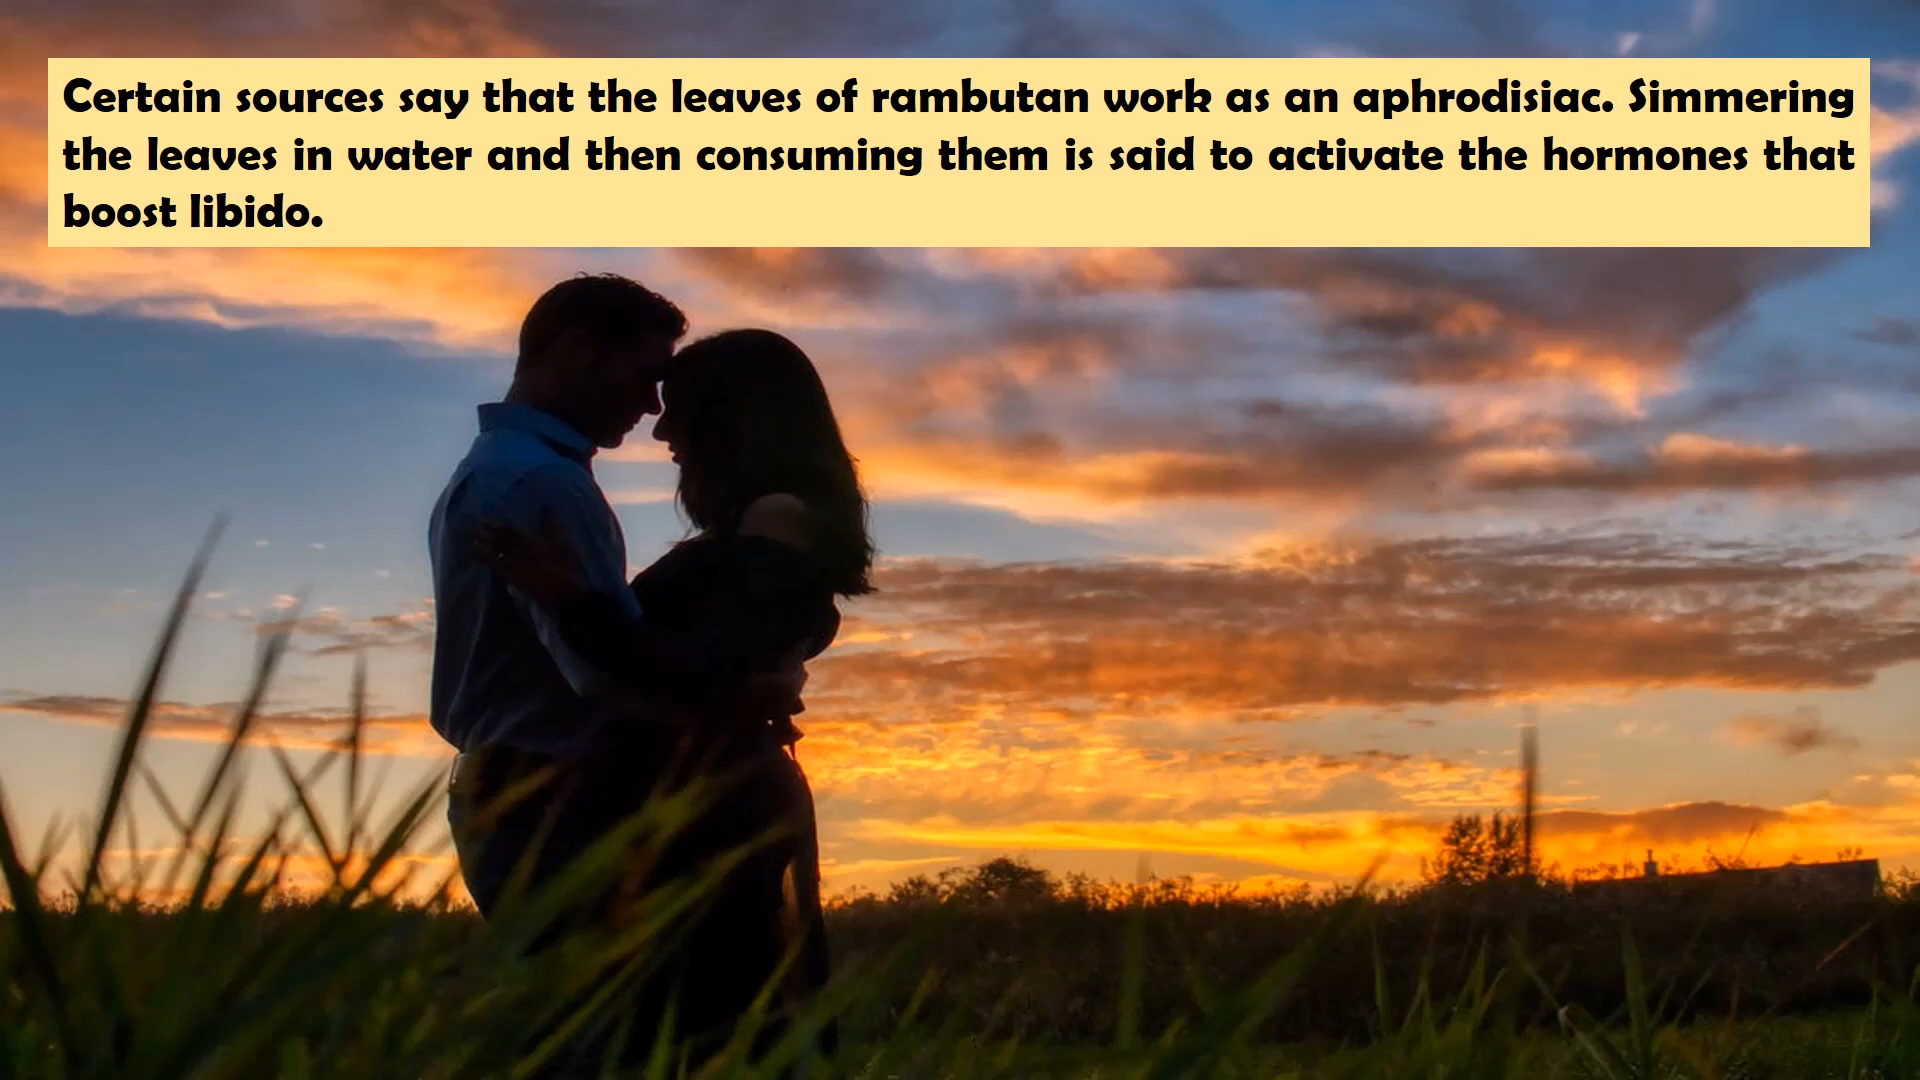 Certain sources say that the leaves of rambutan work as an aphrodisiac. Simmering
the leaves in water and then consuming them is said to activate the hormones that
boost libido.